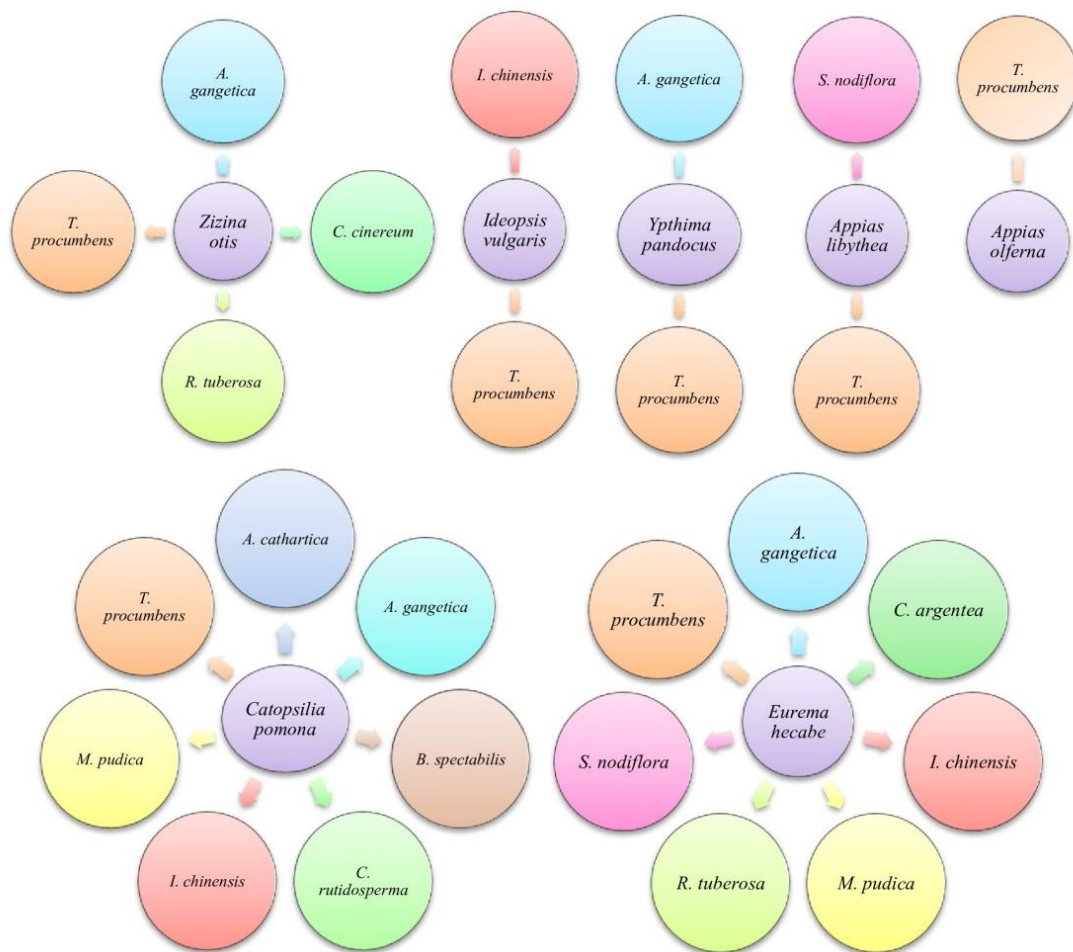 A.
gangetica
T.
procumbens
Zizina
otis
C. cinereum
R. tuberosa
I. chinensis
Ideopsis
vulgaris
T.
procumbens
A. gangetica
Ypthima
pandocus
T.
procumbens
S. nodiflora
Appias
libythea
T.
procumbens
T.
procumbens
Appias
olferna
A. cathartica
T.
procumbens
A. gangetica
Catopsilia
pomona
M. pudica
B. spectabilis
I. chinensis
C.
rutidosperma
A.
gangetica
T.
procumbens
C. argentea
Eurema
hecabe
S. nodiflora
I. chinensis
R. tuberosa
M. pudica